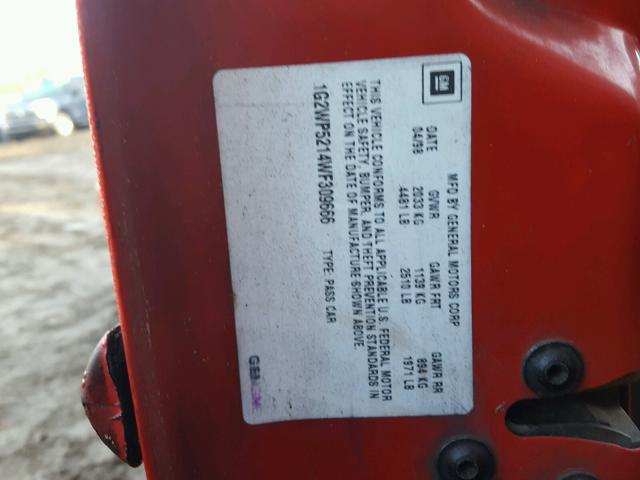 GM
MFD BY GENERAL MOTORS CORP
DATE GVWR GAWR FRT GAWR RR
04/98 2033 KG 1139 KG 894 KG
4481 LB 2510 LB 1971 LB
THIS VEHICLE CONFORMS TO ALL APPLICABLE U.S. FEDERAL MOTOR
VEHICLE SAFETY, BUMPER, AND THEFT PREVENTION STANDARDS IN
EFFECT ON THE DATE OF MANUFACTURE SHOWN ABOVE.
1G2WP5214WF309666 TYPE: PASS CAR